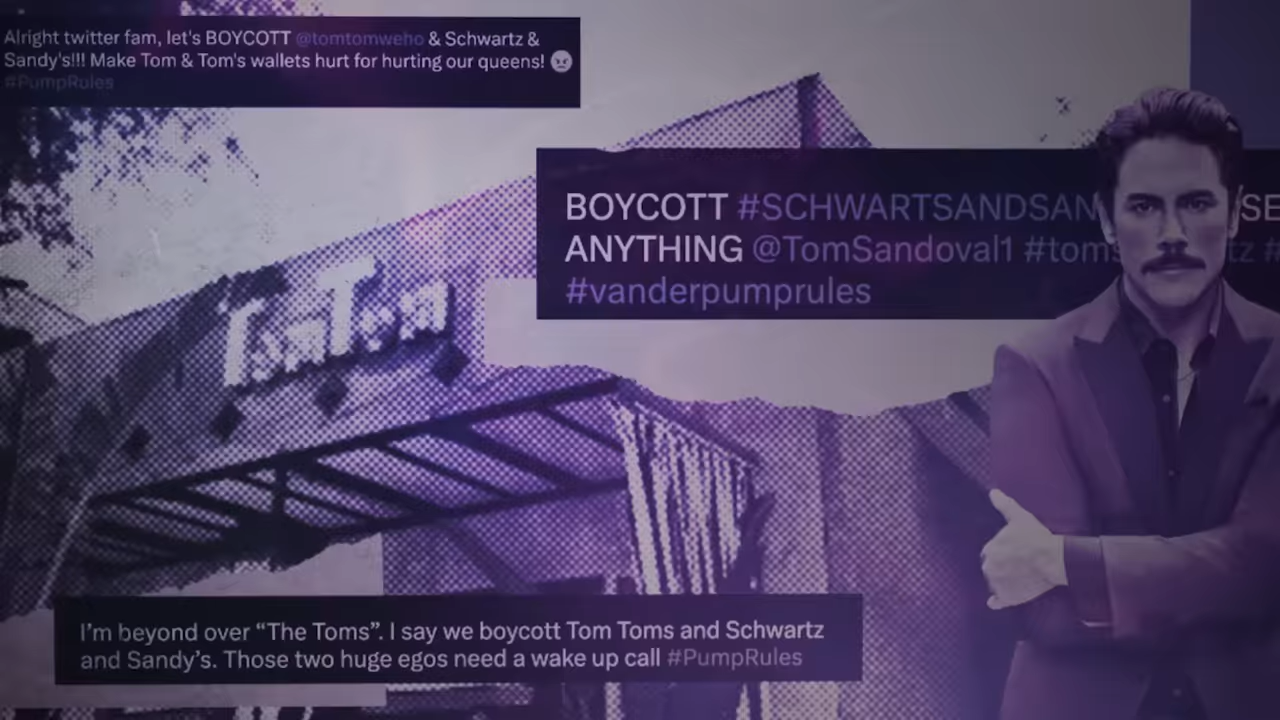 Alright twitter fam, let's BOYCOTT @tomtomweho & Schwartz &
Sandy's!!! Make Tom & Tom's wallets hurt for hurting our queens! 😡
#PumpRules
BOYCOTT #SCHWARTSANDSAN SE
ANYTHING @TomSandoval1 #toms tz #
#vanderpumprules
TomTom
I'm beyond over “The Toms”. I say we boycott Tom Toms and Schwartz
and Sandy's. Those two huge egos need a wake up call #PumpRules